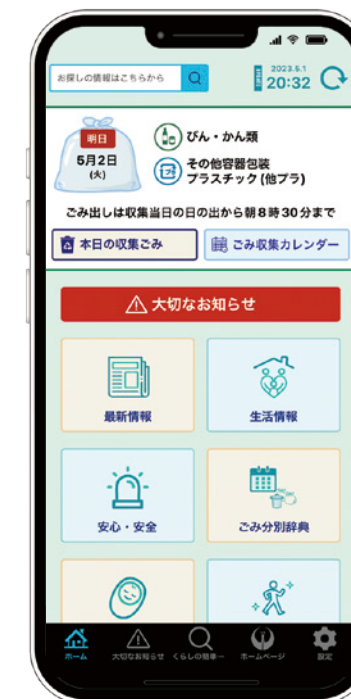 お探しの情報はこちらから
2023.5.1
20:32
明日
5月2日
(火)
びん・かん類
その他容器包装
プラスチック(他プラ)
ごみ出しは収集当日の日の出から朝8時30分まで
本日の収集ごみ
ごみ収集カレンダー
大切なお知らせ
最新情報
生活情報
安心・安全
ごみ分別辞典
ホーム
大切なお知らせ
くらしの簡単…
ホームページ
設定